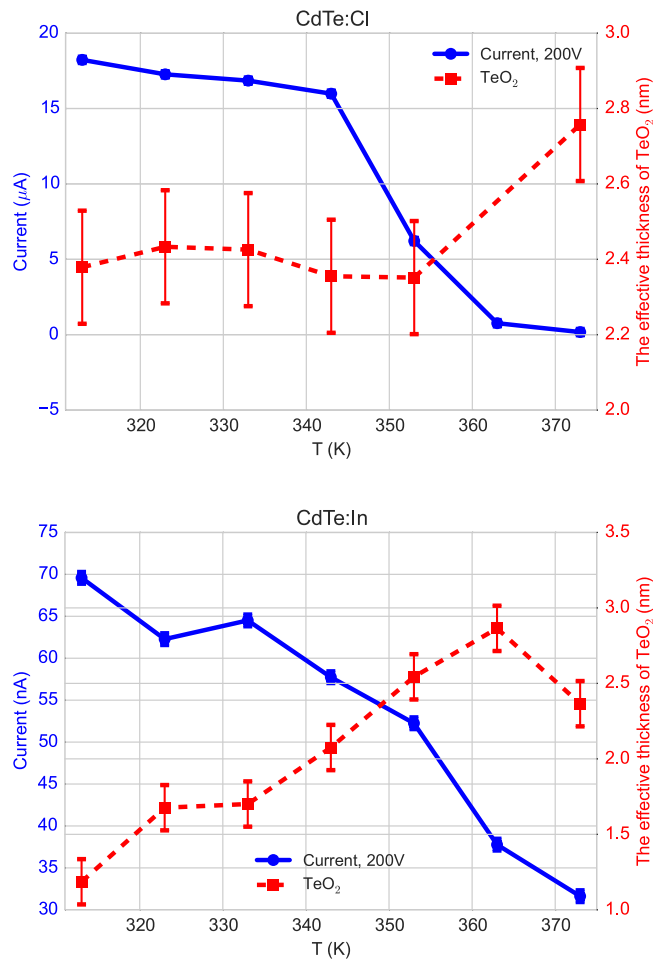 CdTe:Cl
20
15
10
5
0
−5
Current (μA)
3.0
2.8
2.6
2.4
2.2
2.0
The effective thickness of TeO₂ (nm)
Current, 200V
TeO₂
320 330 340 350 360 370
T (K)
CdTe:In
75
70
65
60
55
50
45
40
35
30
Current (nA)
3.5
3.0
2.5
2.0
1.5
1.0
The effective thickness of TeO₂ (nm)
Current, 200V
TeO₂
320 330 340 350 360 370
T (K)